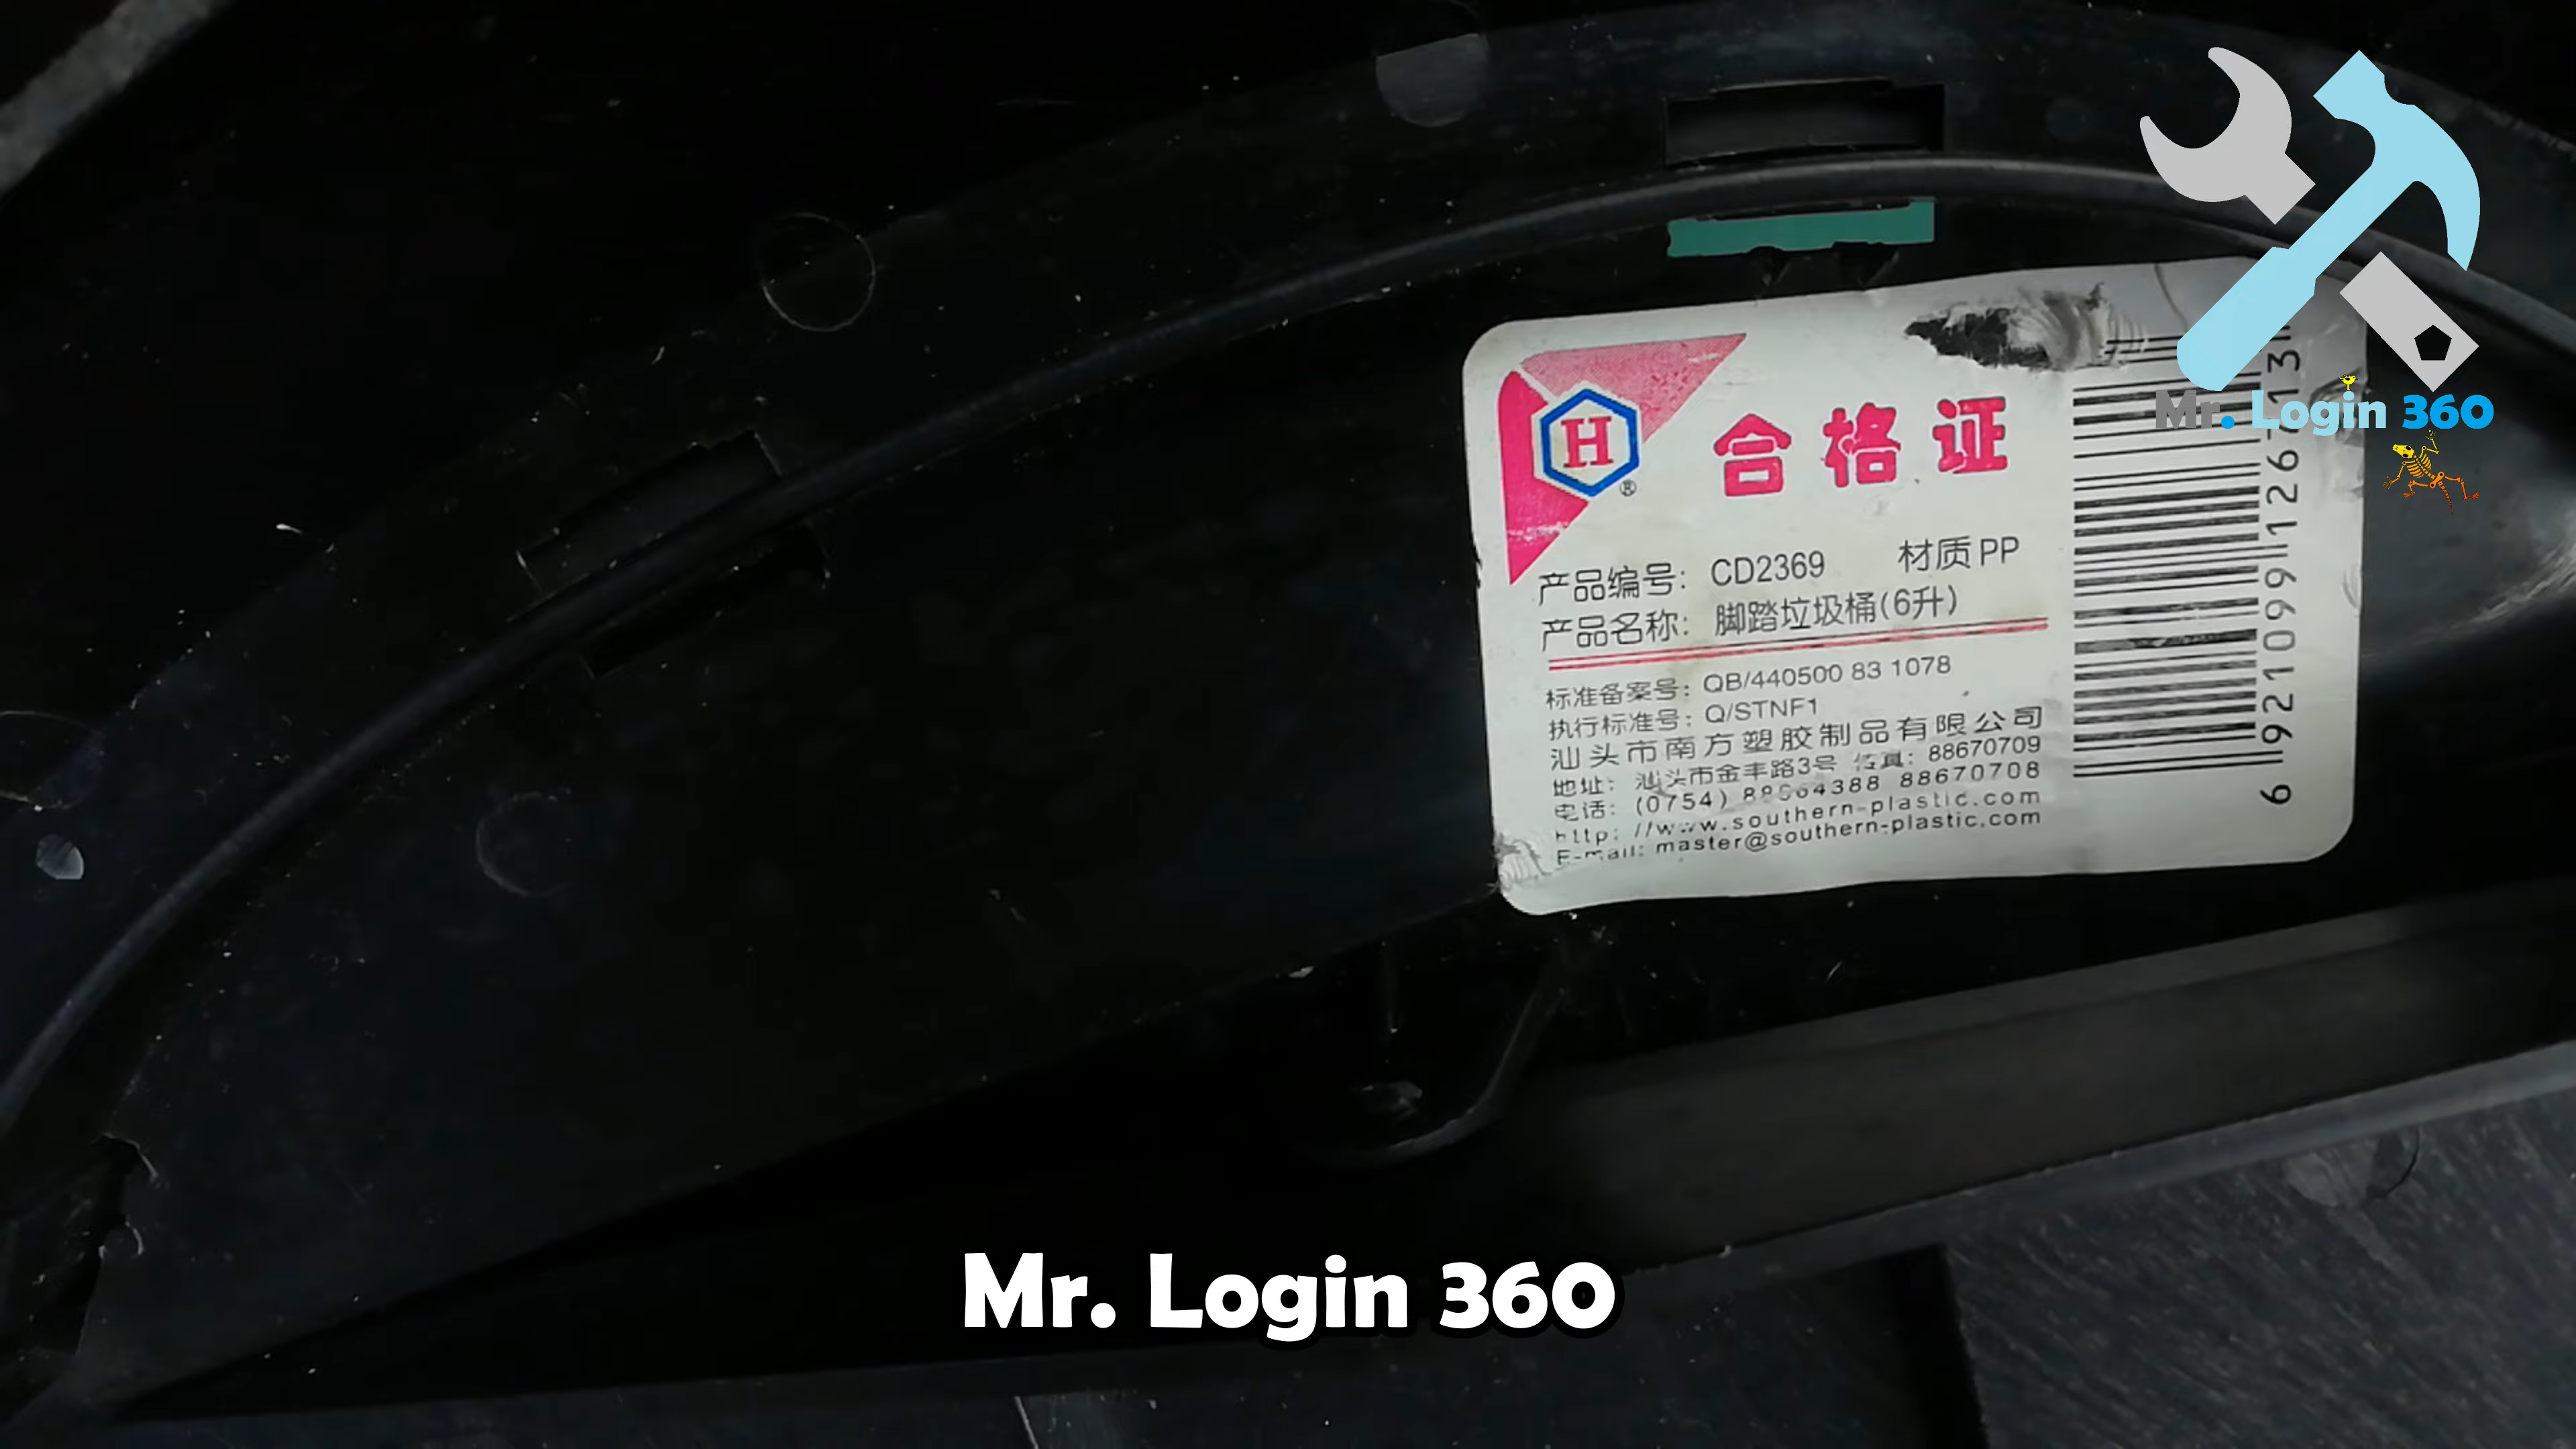 H
®
合格证
产品编号: CD2369 材质PP
产品名称: 脚踏垃圾桶(6升)
标准备案号: QB/440500 83 1078
执行标准号: Q/STNF1
汕头市南方塑胶制品有限公司
地址: 汕头市金丰路3号 传真: 88670709
电话: (0754) 88670708
http: //www.southern-plastic.com
E-mail: master@southern-plastic.com
Mr. Login 360
Mr. Login 360